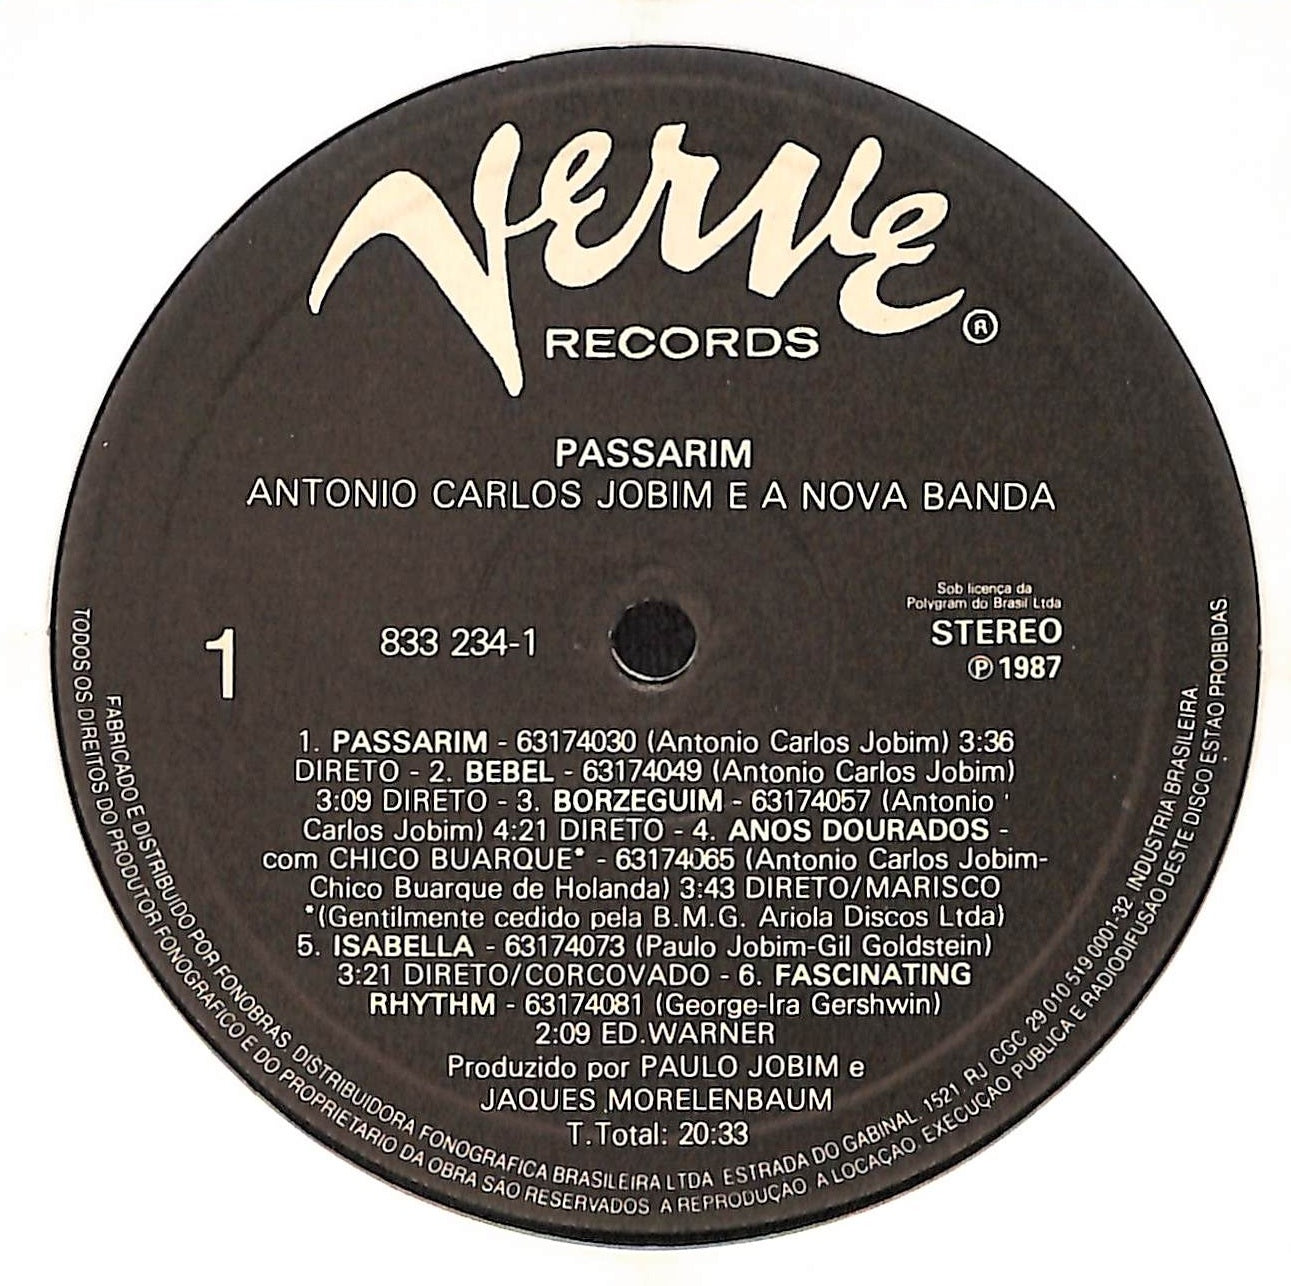 Verve
RECORDS ®
PASSARIM
ANTONIO CARLOS JOBIM E A NOVA BANDA
Sob licença da
Polygram do Brasil Ltda
STEREO
℗ 1987
1
833 234-1
1. PASSARIM - 63174030 (Antonio Carlos Jobim) 3:36
DIRETO - 2. BEBEL - 63174049 (Antonio Carlos Jobim)
3:09 DIRETO - 3. BORZEGUIM - 63174057 (Antonio
Carlos Jobim) 4:21 DIRETO - 4. ANOS DOURADOS -
com CHICO BUARQUE* - 63174065 (Antonio Carlos Jobim-
Chico Buarque de Holanda) 3:43 DIRETO/MARISCO
*(Gentilmente cedido pela B.M.G. Ariola Discos Ltda)
5. ISABELLA - 63174073 (Paulo Jobim-Gil Goldstein)
3:21 DIRETO/CORCOVADO - 6. FASCINATING
RHYTHM - 63174081 (George-Ira Gershwin)
2:09 ED.WARNER
Produzido por PAULO JOBIM e
JAQUES MORELENBAUM
T.Total: 20:33
FABRICADO E DISTRIBUIDO POR FONOBRAS DISTRIBUIDORA FONOGRAFICA BRASILEIRA LTDA ESTRADA DO GABINAL. 1521 RJ CGC 29 010 519 0001-32 INDUSTRIA BRASILEIRA
TODOS OS DIREITOS DO PRODUTOR FONOGRAFICO E DO PROPRIETARIO DA OBRA SAO RESERVADOS A REPRODUÇAO A LOCAÇAO EXECUÇAO PUBLICA E RADIODIFUSÃO DESTE DISCO ESTAO PROIBIDAS